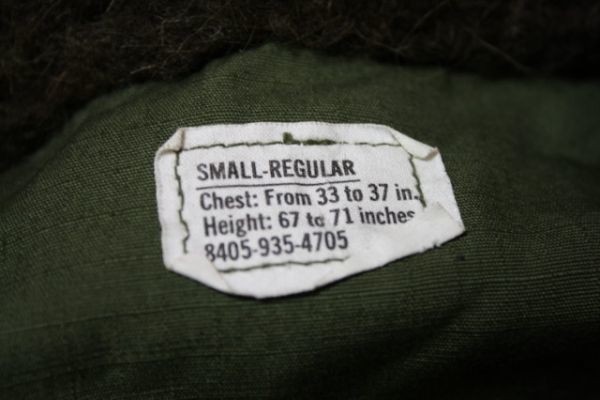 SMALL-REGULAR
Chest: From 33 to 37 in.
Height: 67 to 71 inches
8405-935-4705